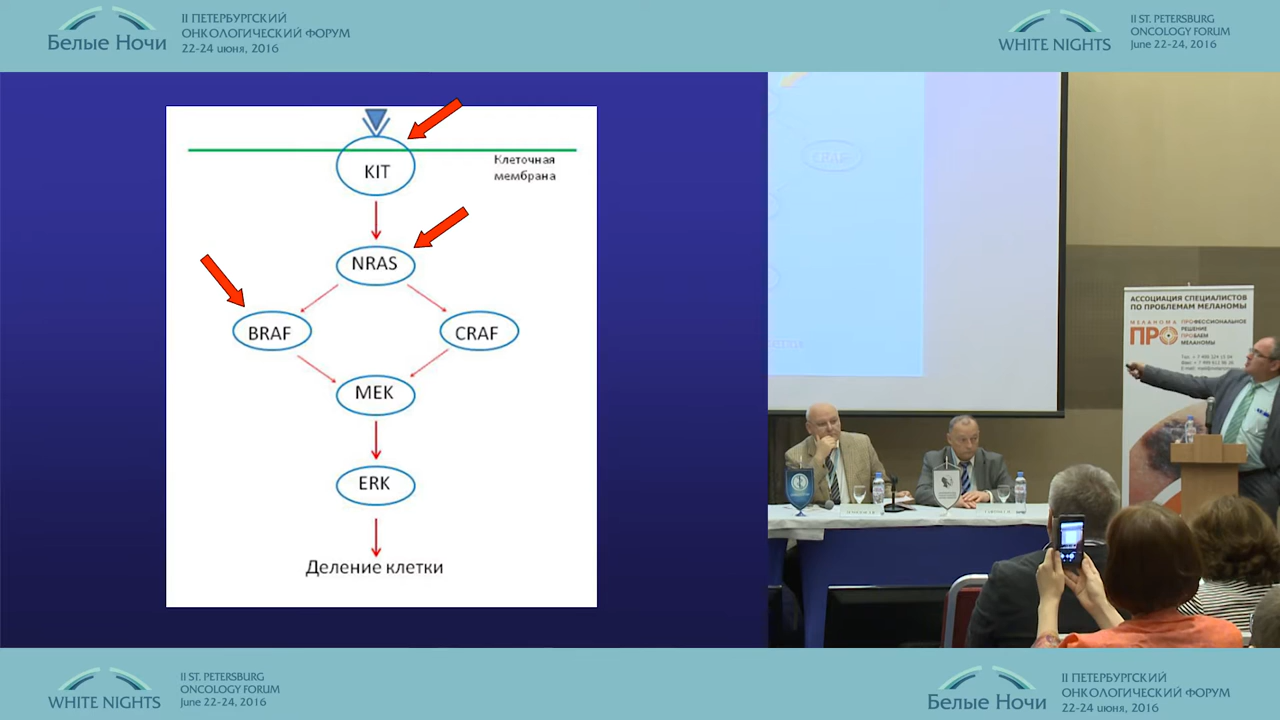 Белые Ночи
II ПЕТЕРБУРГСКИЙ
ОНКОЛОГИЧЕСКИЙ ФОРУМ
22-24 июня, 2016
WHITE NIGHTS
II ST. PETERSBURG
ONCOLOGY FORUM
June 22-24, 2016
Клеточная
мембрана
KIT
NRAS
BRAF
CRAF
MEK
ERK
Деление клетки
CRAF
АССОЦИАЦИЯ СПЕЦИАЛИСТОВ
ПО ПРОБЛЕМАМ МЕЛАНОМЫ
МЕЛАНОМА
ПРО
ПРОФЕССИОНАЛЬНОЕ
РЕШЕНИЕ
ПРОБЛЕМ
МЕЛАНОМЫ
WHITE NIGHTS
II ST. PETERSBURG
ONCOLOGY FORUM
June 22-24, 2016
Белые Ночи
II ПЕТЕРБУРГСКИЙ
ОНКОЛОГИЧЕСКИЙ ФОРУМ
22-24 июня, 2016